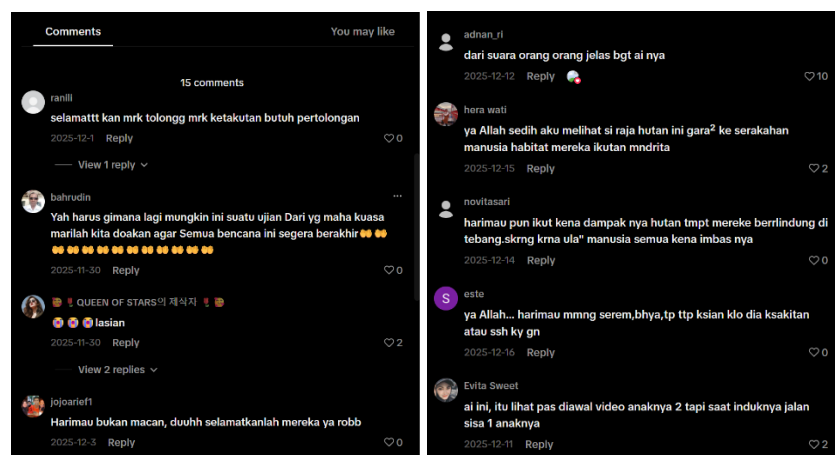 Comments
You may like
15 comments
ranill
selamattt kan mrk tolongg mrk ketakutan butuh pertolongan
2025-12-1 Reply 0
View 1 reply
bahrudin
Yah harus gimana lagi mungkin ini suatu ujian Dari yg maha kuasa
marilah kita doakan agar Semua bencana ini segera berakhir🤲🤲
🤲🤲🤲🤲🤲🤲🤲🤲🤲🤲🤲
2025-11-30 Reply 0
QUEEN OF STARS의 제식자
lasian
2025-11-30 Reply 2
View 2 replies
jojoarief1
Harimau bukan macan, duuhh selamatkanlah mereka ya robb
2025-12-3 Reply 0
adnan_ri
dari suara orang orang jelas bgt ai nya
2025-12-12 Reply 10
hera wati
ya Allah sedih aku melihat si raja hutan ini gara² ke serakahan
manusia habitat mereka ikutan mndrita
2025-12-15 Reply 2
novitasari
harimau pun ikut kena dampak nya hutan tmpt mereke berrlindung di
tebang.skrng krna ula" manusia semua kena imbas nya
2025-12-14 Reply 0
S
este
ya Allah... harimau mmng serem,bhya,tp ttp ksian klo dia ksakitan
atau ssh ky gn
2025-12-16 Reply 0
Evita Sweet
ai ini, itu lihat pas diawal video anaknya 2 tapi saat induknya jalan
sisa 1 anaknya
2025-12-11 Reply 2